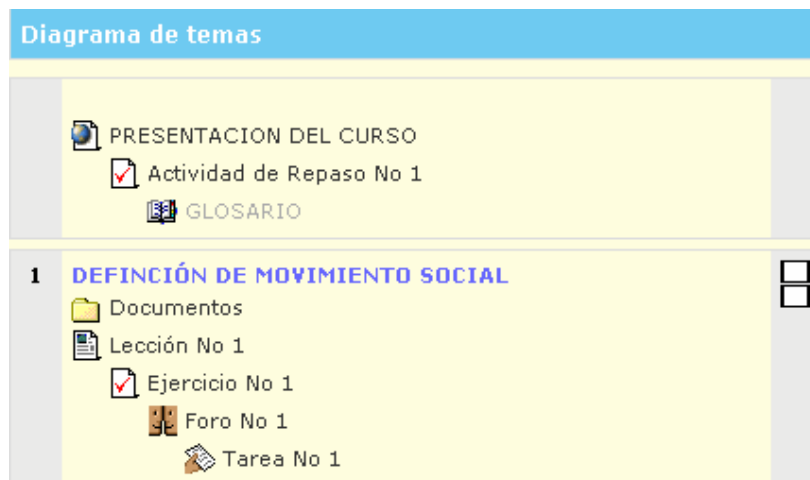 Diagrama de temas
PRESENTACION DEL CURSO
Actividad de Repaso No 1
GLOSARIO
1 DEFINCIÓN DE MOVIMIENTO SOCIAL
Documentos
Lección No 1
Ejercicio No 1
Foro No 1
Tarea No 1